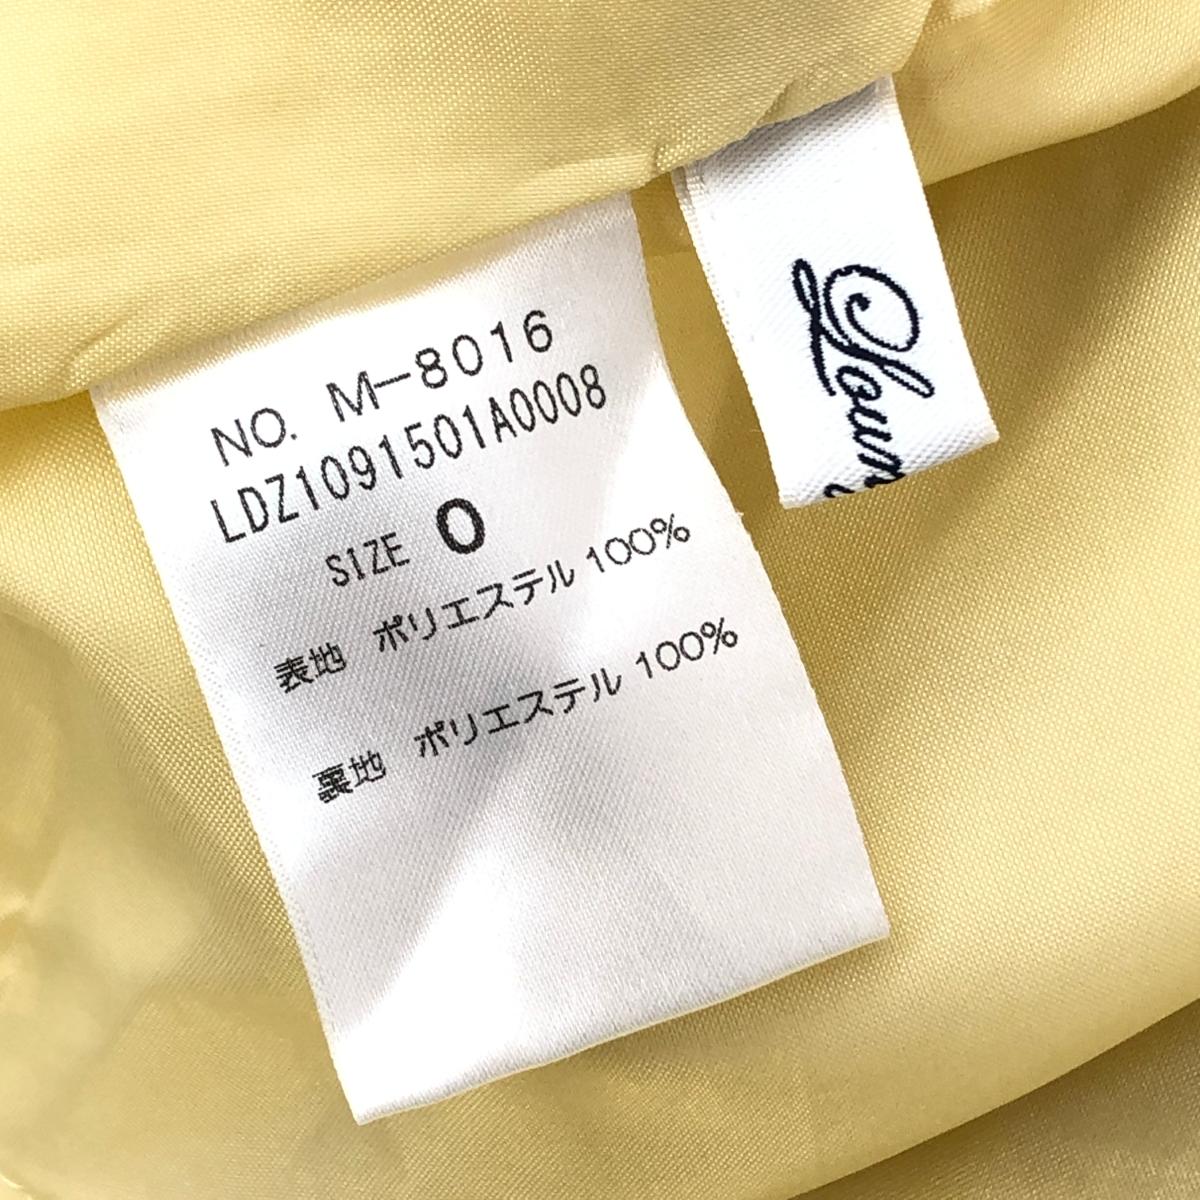 NO. M-8016
LDZ1091501A0008
SIZE 0
表地 ポリエステル 100%
裏地 ポリエステル 100%